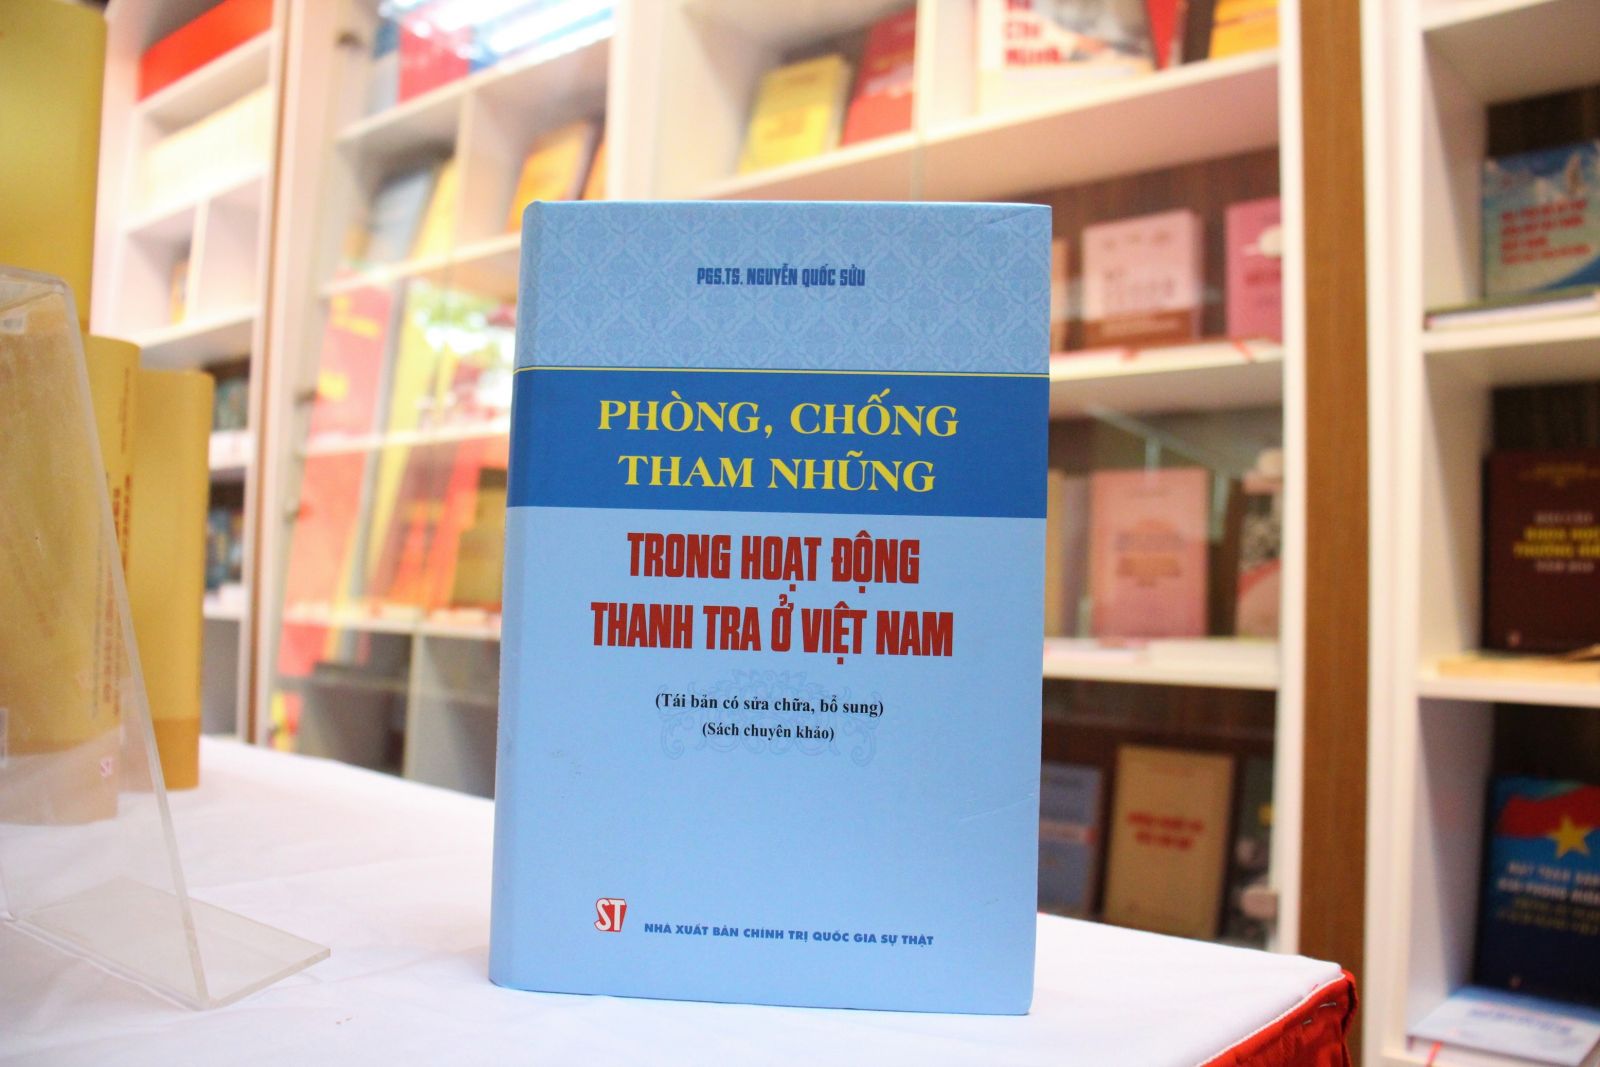 PGS.TS. NGUYỄN QUỐC SỬU
PHÒNG, CHỐNG
THAM NHŨNG
TRONG HOẠT ĐỘNG
THANH TRA Ở VIỆT NAM
(Tái bản có sửa chữa, bổ sung)
(Sách chuyên khảo)
ST
NHÀ XUẤT BẢN CHÍNH TRỊ QUỐC GIA SỰ THẬT